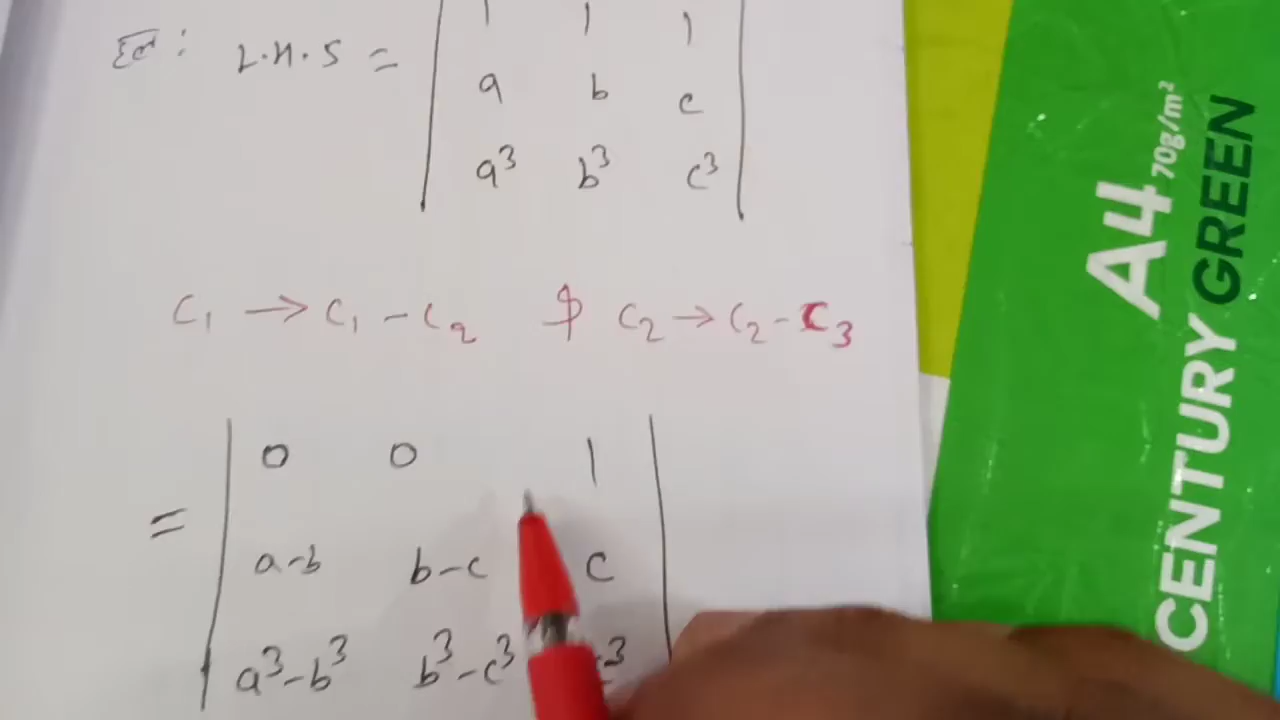 हल : L.H.S = | 1 1 1 |
| a b c |
| a³ b³ c³ |
C₁ → C₁ - C₂ $ C₂ → C₂ - C₃
= | 0 0 1 |
| a-b b-c c |
| a³-b³ b³-c³ c³ |
A4 70g/m²
CENTURY GREEN